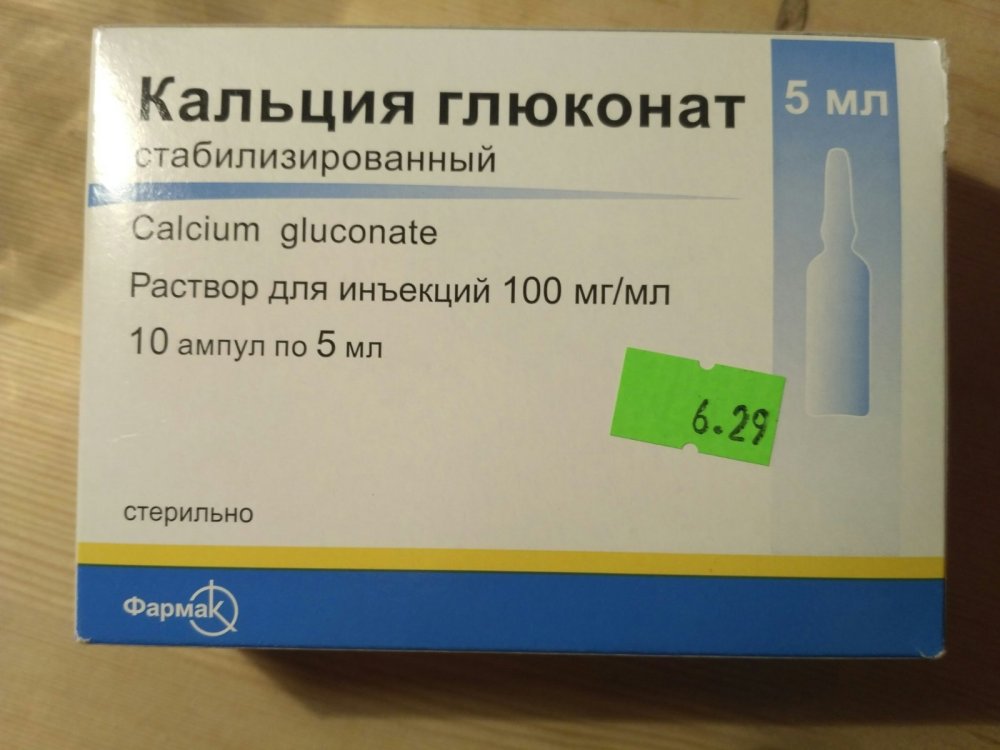 Кальция глюконат
стабилизированный
5 мл
Calcium gluconate
Раствор для инъекций 100 мг/мл
10 ампул по 5 мл
6.29
стерильно
Фармак